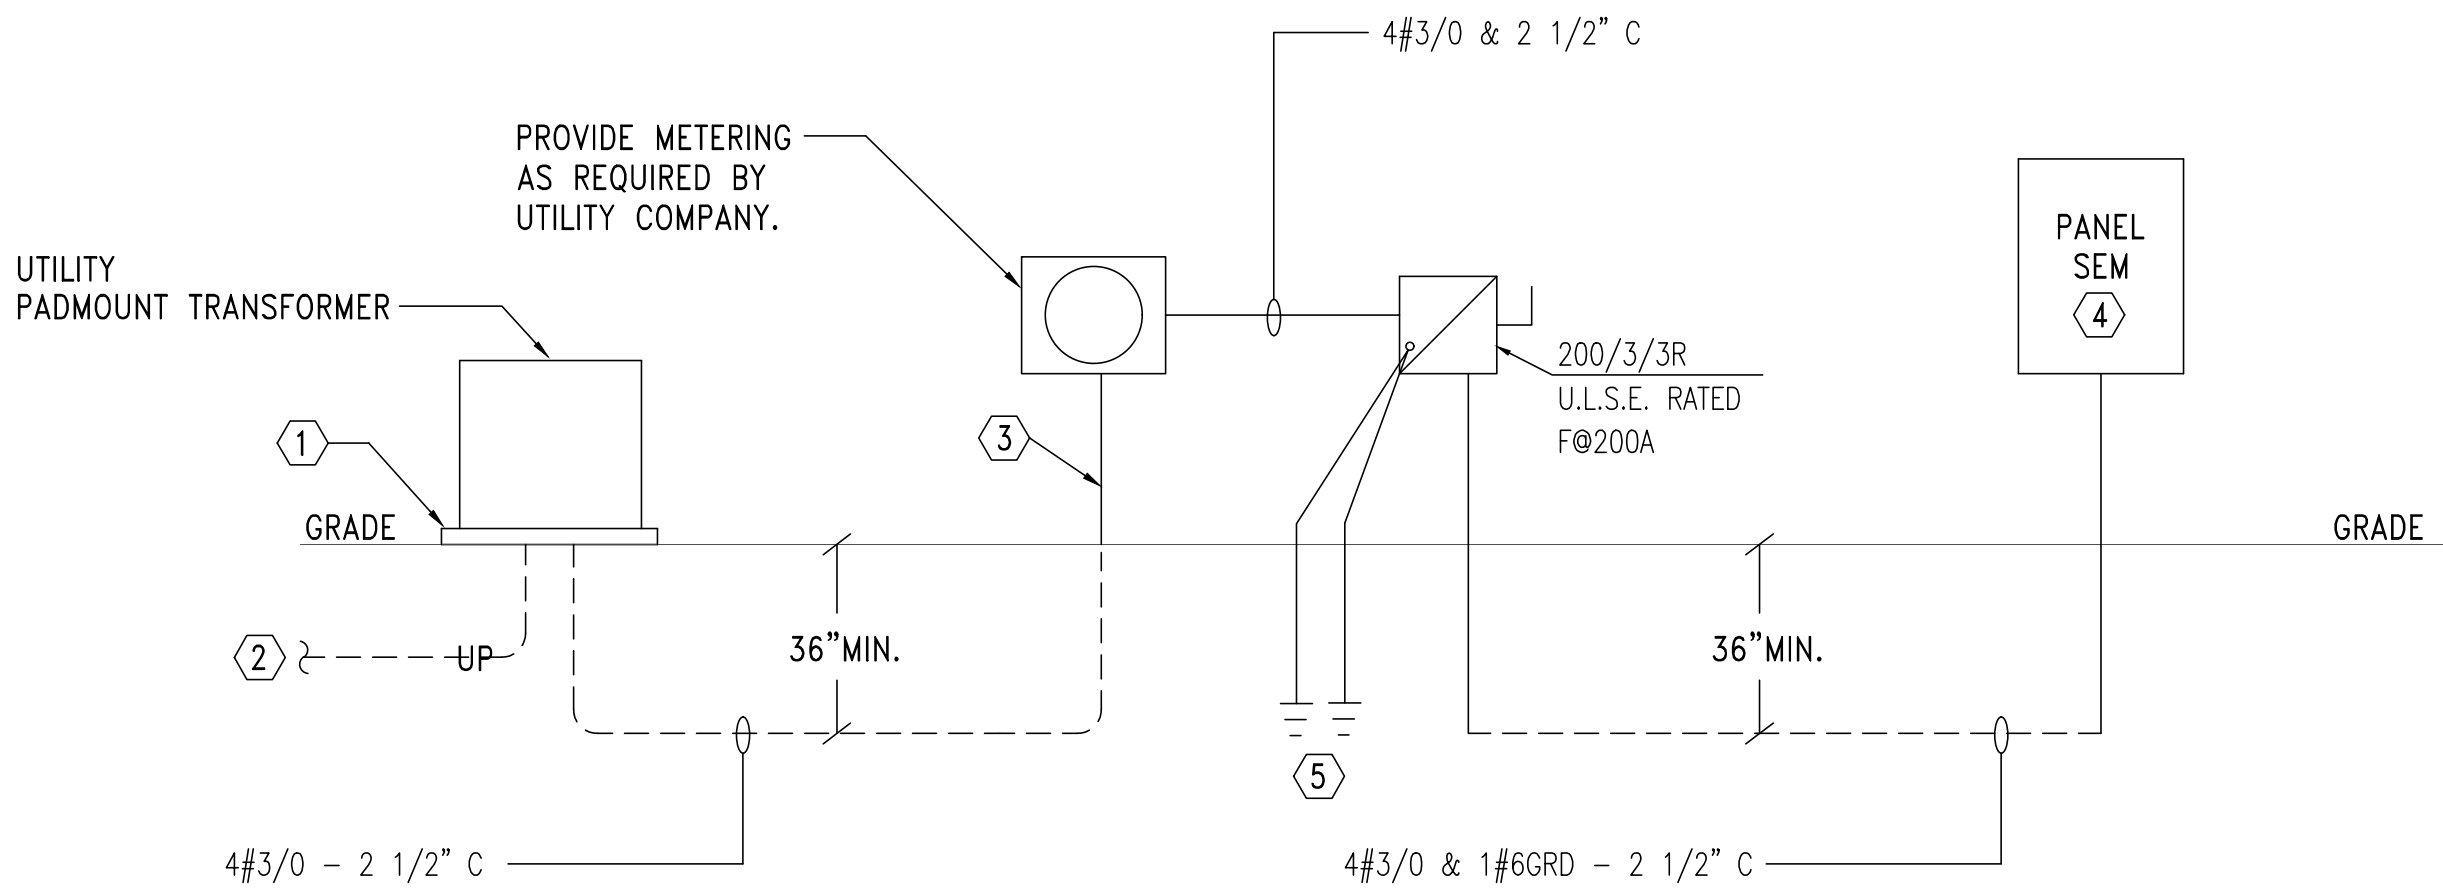 4#3/0 & 2 1/2” C
PROVIDE METERING
AS REQUIRED BY
UTILITY COMPANY.
UTILITY
PADMOUNT TRANSFORMER
PANEL
SEM
4
200/3/3R
U.L.S.E. RATED
F@200A
1
3
GRADE
GRADE
2
UP
36”MIN.
36”MIN.
5
4#3/0 – 2 1/2” C
4#3/0 & 1#6GRD – 2 1/2” C